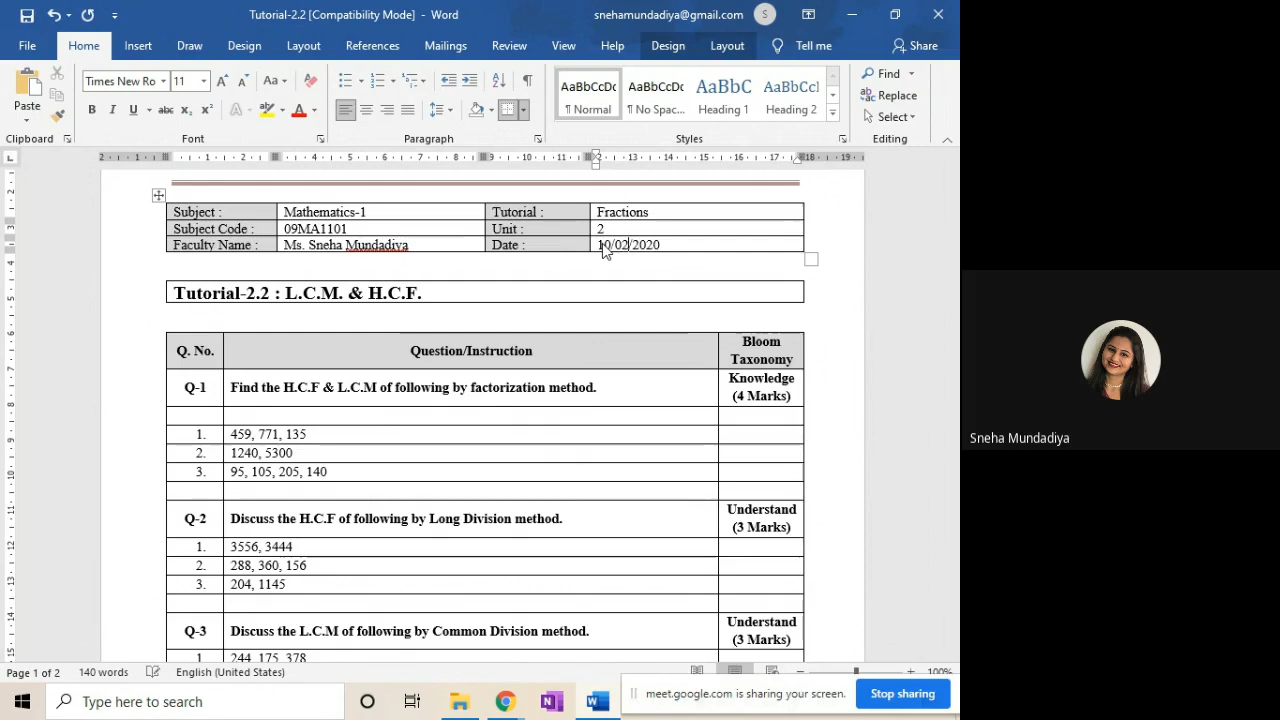 Tutorial-2.2 [Compatibility Mode] - Word
snehamundadiya@gmail.com
S
File Home Insert Draw Design Layout References Mailings Review View Help Design Layout Tell me Share
Times New Ro 11
Paste
AaBbCcDc AaBbCcDc AaBbC AaBbCcI
¶ Normal ¶ No Spac... Heading 1 Heading 2
Find
Replace
Select
Clipboard Font Paragraph Styles Editing
Subject : Mathematics-1 Tutorial : Fractions
Subject Code : 09MA1101 Unit : 2
Faculty Name : Ms. Sneha Mundadiya Date : 10/02/2020
Tutorial-2.2 : L.C.M. & H.C.F.
Q. No. Question/Instruction Bloom Taxonomy
Q-1 Find the H.C.F & L.C.M of following by factorization method. Knowledge (4 Marks)
1. 459, 771, 135
2. 1240, 5300
3. 95, 105, 205, 140
Q-2 Discuss the H.C.F of following by Long Division method. Understand (3 Marks)
1. 3556, 3444
2. 288, 360, 156
3. 204, 1145
Q-3 Discuss the L.C.M of following by Common Division method. Understand (3 Marks)
1 244, 175, 378
Page 1 of 2 140 words English (United States) 100%
Type here to search
meet.google.com is sharing your screen. Stop sharing
Sneha Mundadiya